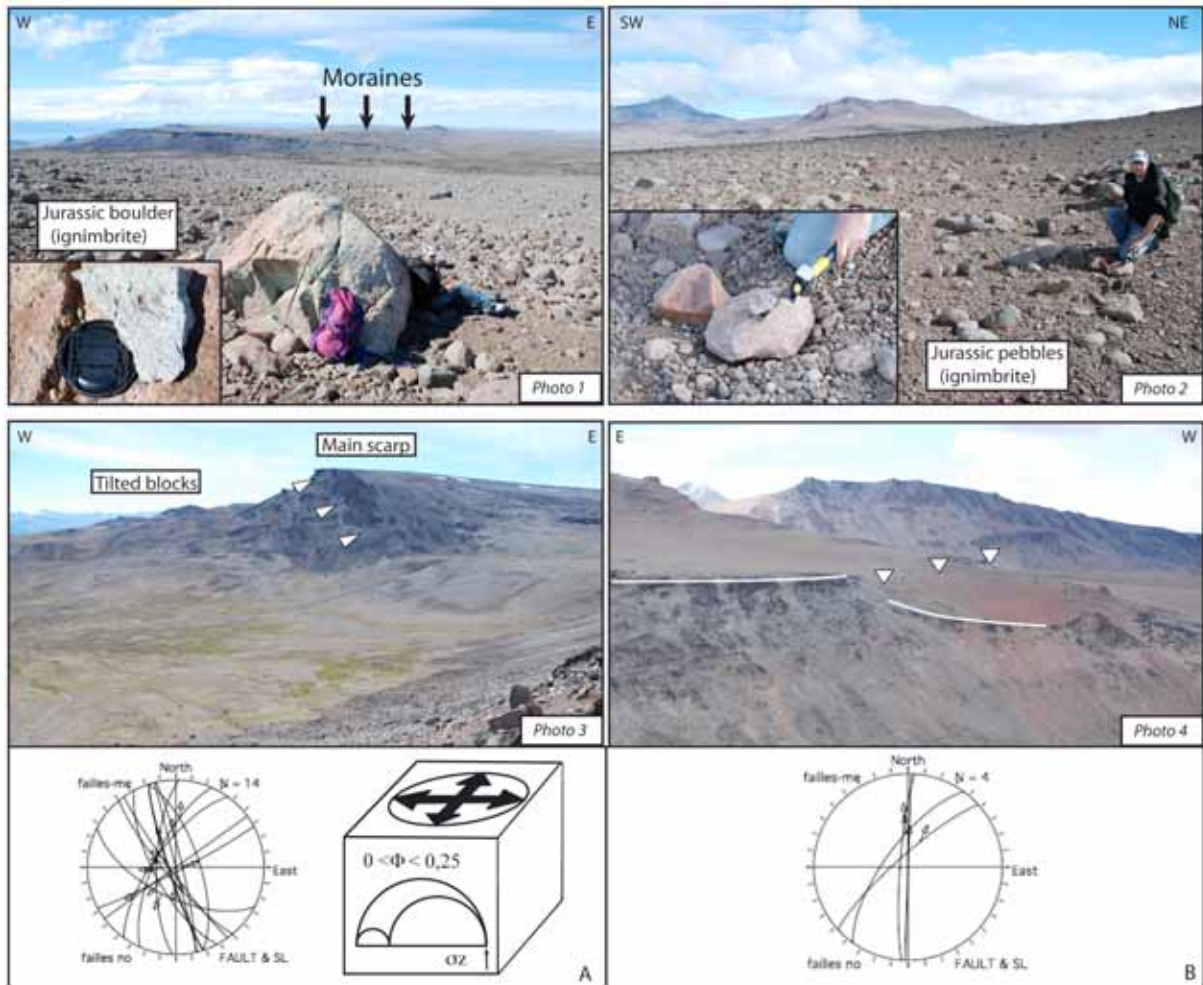 W
E
Moraines
Jurassic boulder
(ignimbrite)
Photo 1
SW
NE
Jurassic pebbles
(ignimbrite)
Photo 2
W
E
Main scarp
Tilted blocks
Photo 3
E
W
Photo 4
North
failles-me
N = 14
East
failles no
FAULT & SL
0 < Φ < 0,25
σz
A
North
failles-me
N = 4
East
failles no
FAULT & SL
B